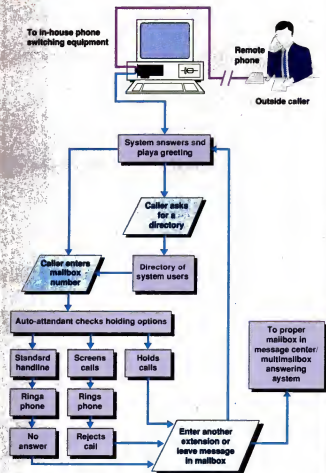 To in-house phone
switching equipment
Remote
phone
Outside caller
System answers and
plays greeting
Caller asks
for a
directory
Caller enters
mailbox
number
Directory of
system users
Auto-attendant checks holding options
Standard
handline
Screens
calls
Holds
calls
To proper
mailbox in
message center/
multimailbox
answering
system
Rings
phone
Rings
phone
No
answer
Rejects
call
Enter another
extension or
leave message
in mailbox